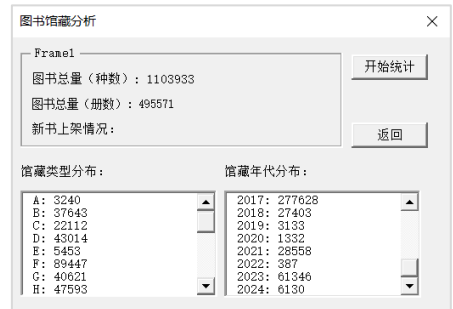 图书馆藏分析
Frame1
图书总量（种数）: 1103933
图书总量（册数）: 495571
新书上架情况：
开始统计
返回
馆藏类型分布：
A: 3240
B: 37643
C: 22112
D: 43014
E: 5453
F: 89447
G: 40621
H: 47593
馆藏年代分布：
2017: 277628
2018: 27403
2019: 3133
2020: 1332
2021: 28558
2022: 387
2023: 61346
2024: 6130